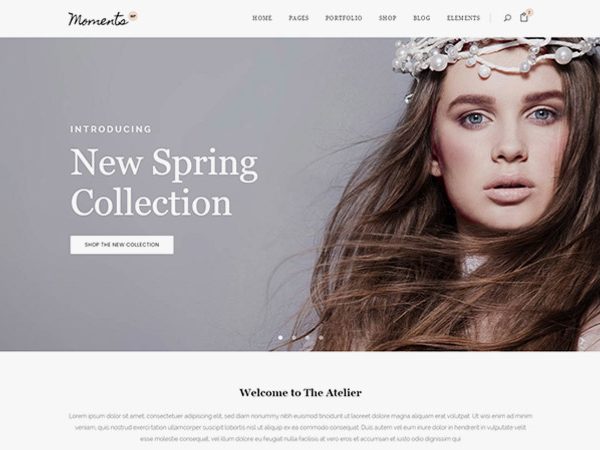 Moments
HOME PAGES PORTFOLIO SHOP BLOG ELEMENTS
INTRODUCING
New Spring
Collection
SHOP THE NEW COLLECTION
Welcome to The Atelier
Lorem ipsum dolor sit amet, consectetuer adipiscing elit, sed diam nonummy nibh euismod tincidunt ut laoreet dolore magna aliquam erat volutpat. Ut wisi enim ad minim
veniam, quis nostrud exerci tation ullamcorper suscipit lobortis nisl ut aliquip ex ea commodo consequat. Duis autem vel eum iriure dolor in hendrerit in vulputate velit
esse molestie consequat, vel illum dolore eu feugiat nulla facilisis at vero eros et accumsan et iusto odio dignissim qui